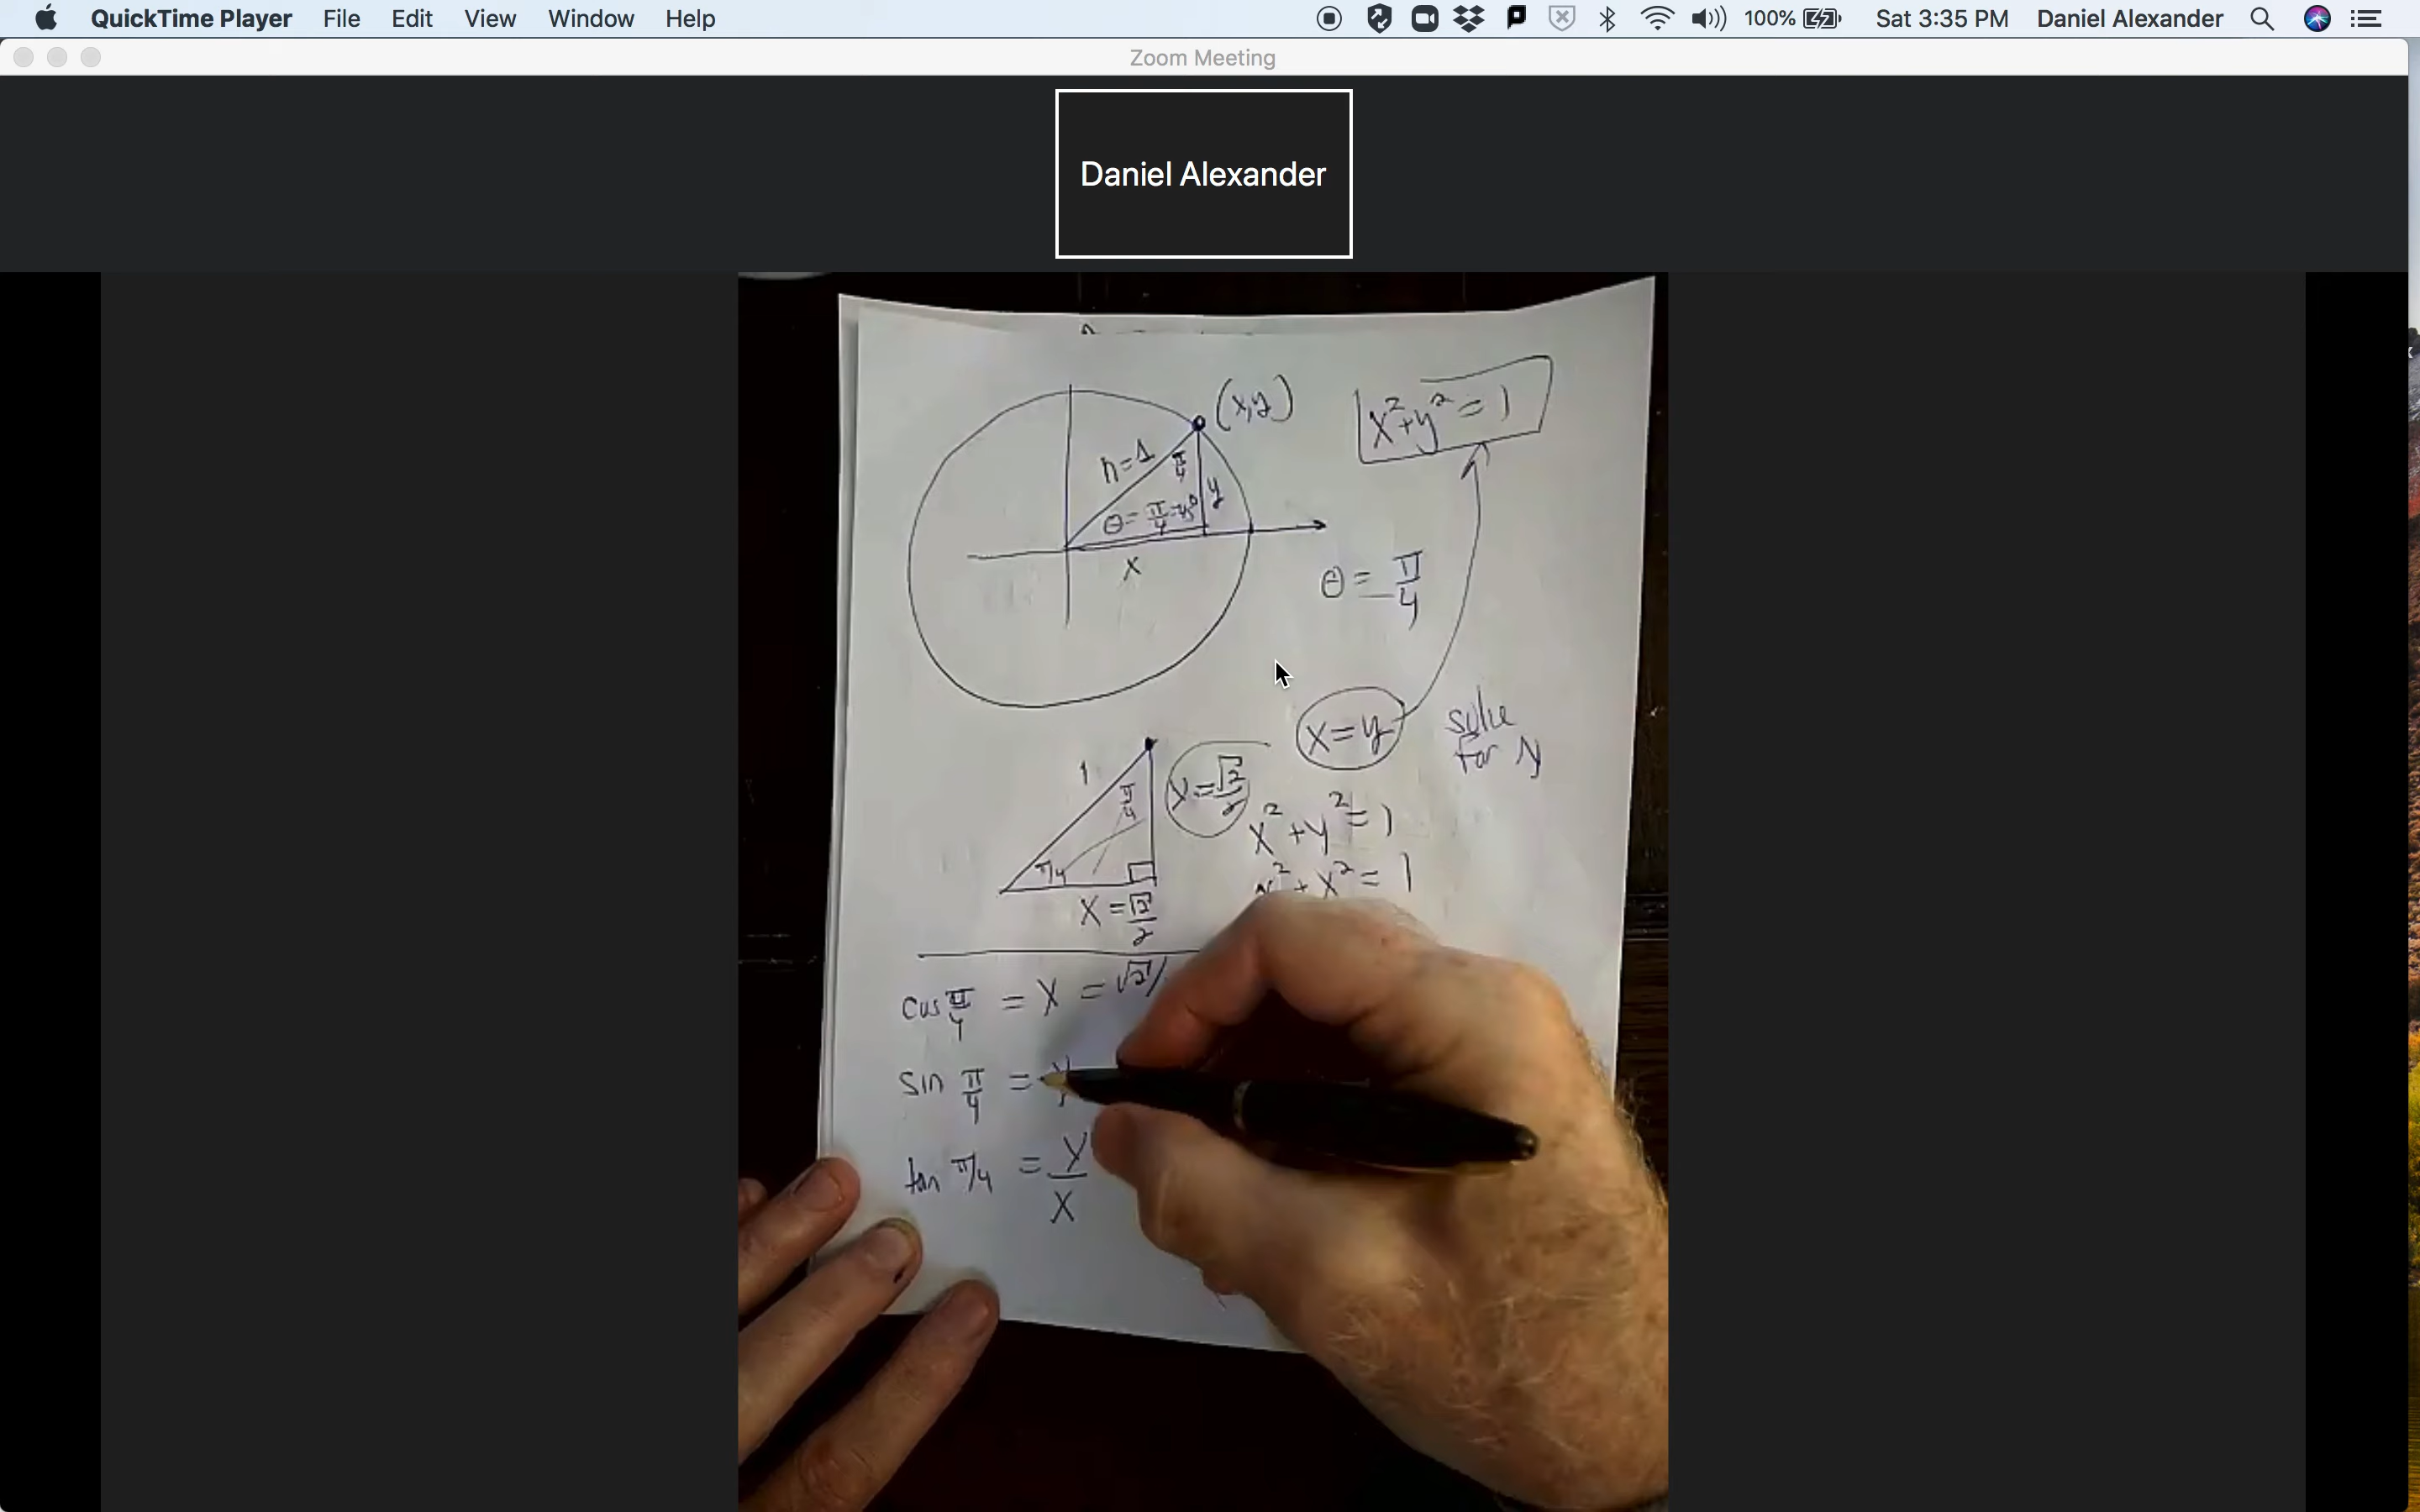 QuickTime Player File Edit View Window Help 100% Sat 3:35 PM Daniel Alexander
Zoom Meeting
Daniel Alexander
(x,y)
x²+y² = 1
r=1
π/4
y
θ = π/4 = 45°
x
θ = π/4
x=y
solve
for x
1
π/4
x=√2/2
x²+y²=1
π/4
x²+x²=1
x=√2/2
cos π/4 = x = √2/
sin π/4 = y
tan π/4 = y/x